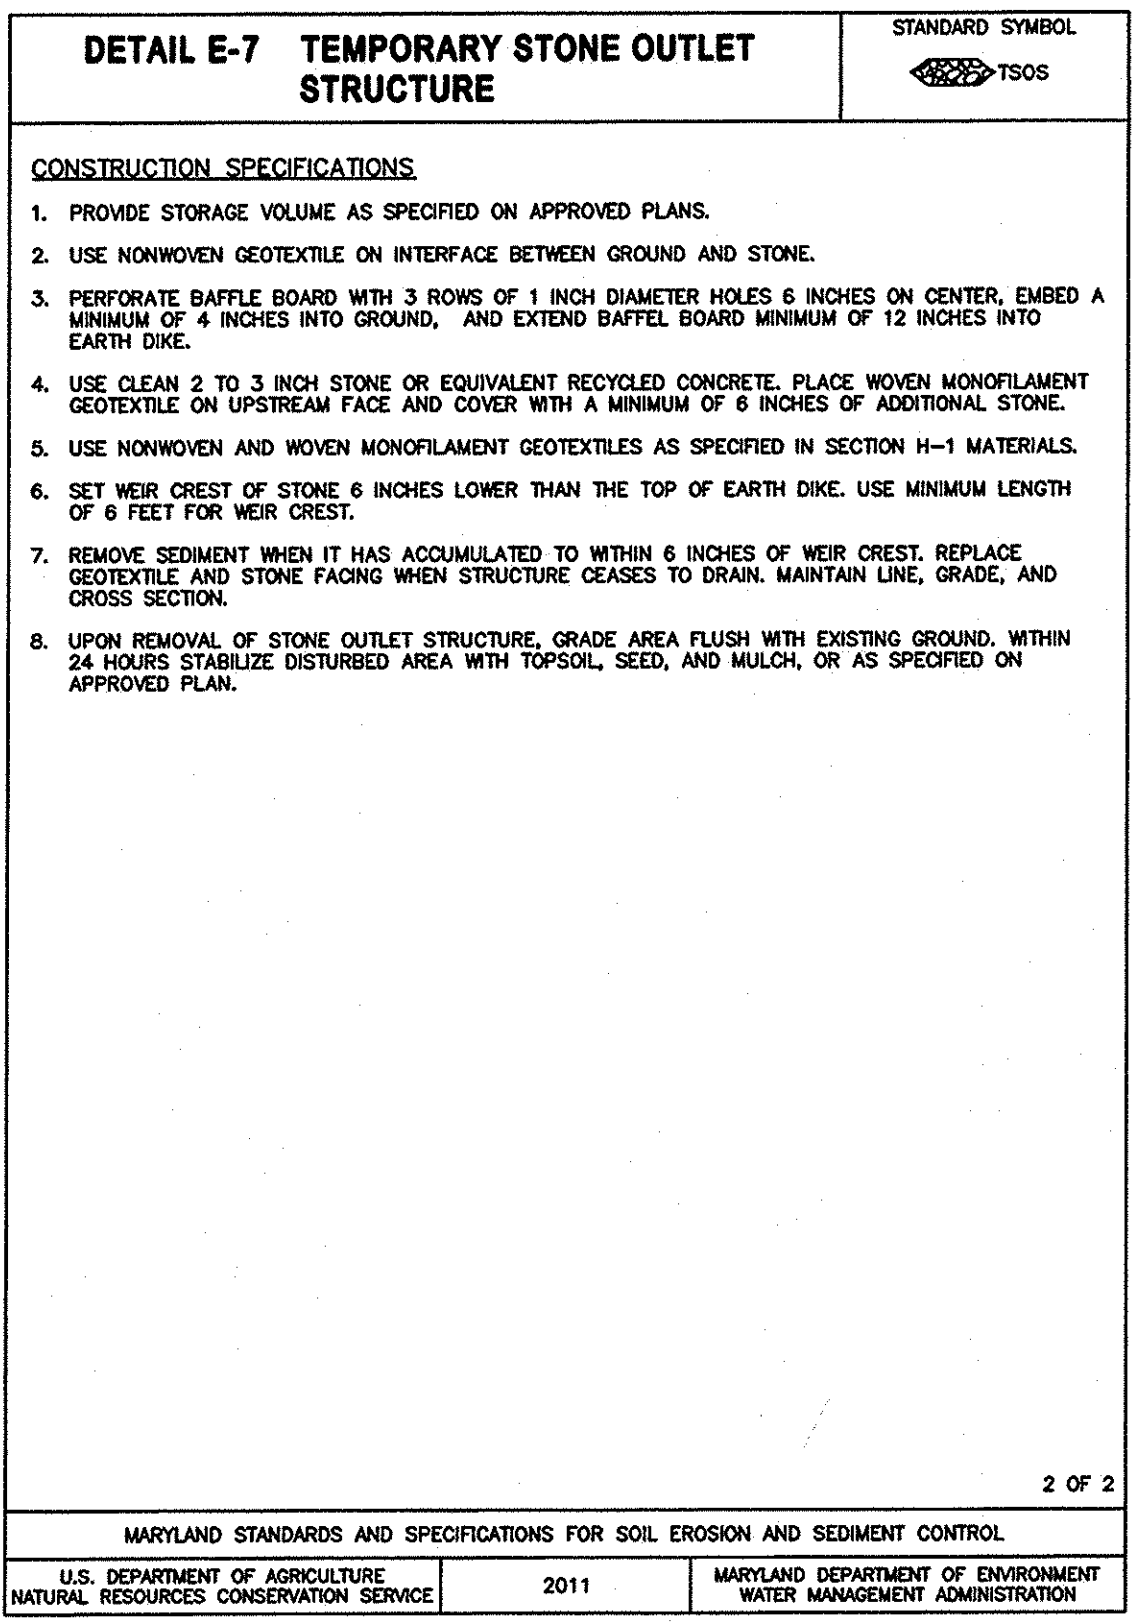 DETAIL E-7 TEMPORARY STONE OUTLET
STRUCTURE
STANDARD SYMBOL
TSOS
CONSTRUCTION SPECIFICATIONS
1. PROVIDE STORAGE VOLUME AS SPECIFIED ON APPROVED PLANS.
2. USE NONWOVEN GEOTEXTILE ON INTERFACE BETWEEN GROUND AND STONE.
3. PERFORATE BAFFLE BOARD WITH 3 ROWS OF 1 INCH DIAMETER HOLES 6 INCHES ON CENTER, EMBED A
MINIMUM OF 4 INCHES INTO GROUND, AND EXTEND BAFFEL BOARD MINIMUM OF 12 INCHES INTO
EARTH DIKE.
4. USE CLEAN 2 TO 3 INCH STONE OR EQUIVALENT RECYCLED CONCRETE. PLACE WOVEN MONOFILAMENT
GEOTEXTILE ON UPSTREAM FACE AND COVER WITH A MINIMUM OF 6 INCHES OF ADDITIONAL STONE.
5. USE NONWOVEN AND WOVEN MONOFILAMENT GEOTEXTILES AS SPECIFIED IN SECTION H-1 MATERIALS.
6. SET WEIR CREST OF STONE 6 INCHES LOWER THAN THE TOP OF EARTH DIKE. USE MINIMUM LENGTH
OF 6 FEET FOR WEIR CREST.
7. REMOVE SEDIMENT WHEN IT HAS ACCUMULATED TO WITHIN 6 INCHES OF WEIR CREST. REPLACE
GEOTEXTILE AND STONE FACING WHEN STRUCTURE CEASES TO DRAIN. MAINTAIN LINE, GRADE, AND
CROSS SECTION.
8. UPON REMOVAL OF STONE OUTLET STRUCTURE, GRADE AREA FLUSH WITH EXISTING GROUND. WITHIN
24 HOURS STABILIZE DISTURBED AREA WITH TOPSOIL, SEED, AND MULCH, OR AS SPECIFIED ON
APPROVED PLAN.
2 OF 2
MARYLAND STANDARDS AND SPECIFICATIONS FOR SOIL EROSION AND SEDIMENT CONTROL
U.S. DEPARTMENT OF AGRICULTURE
NATURAL RESOURCES CONSERVATION SERVICE
2011
MARYLAND DEPARTMENT OF ENVIRONMENT
WATER MANAGEMENT ADMINISTRATION